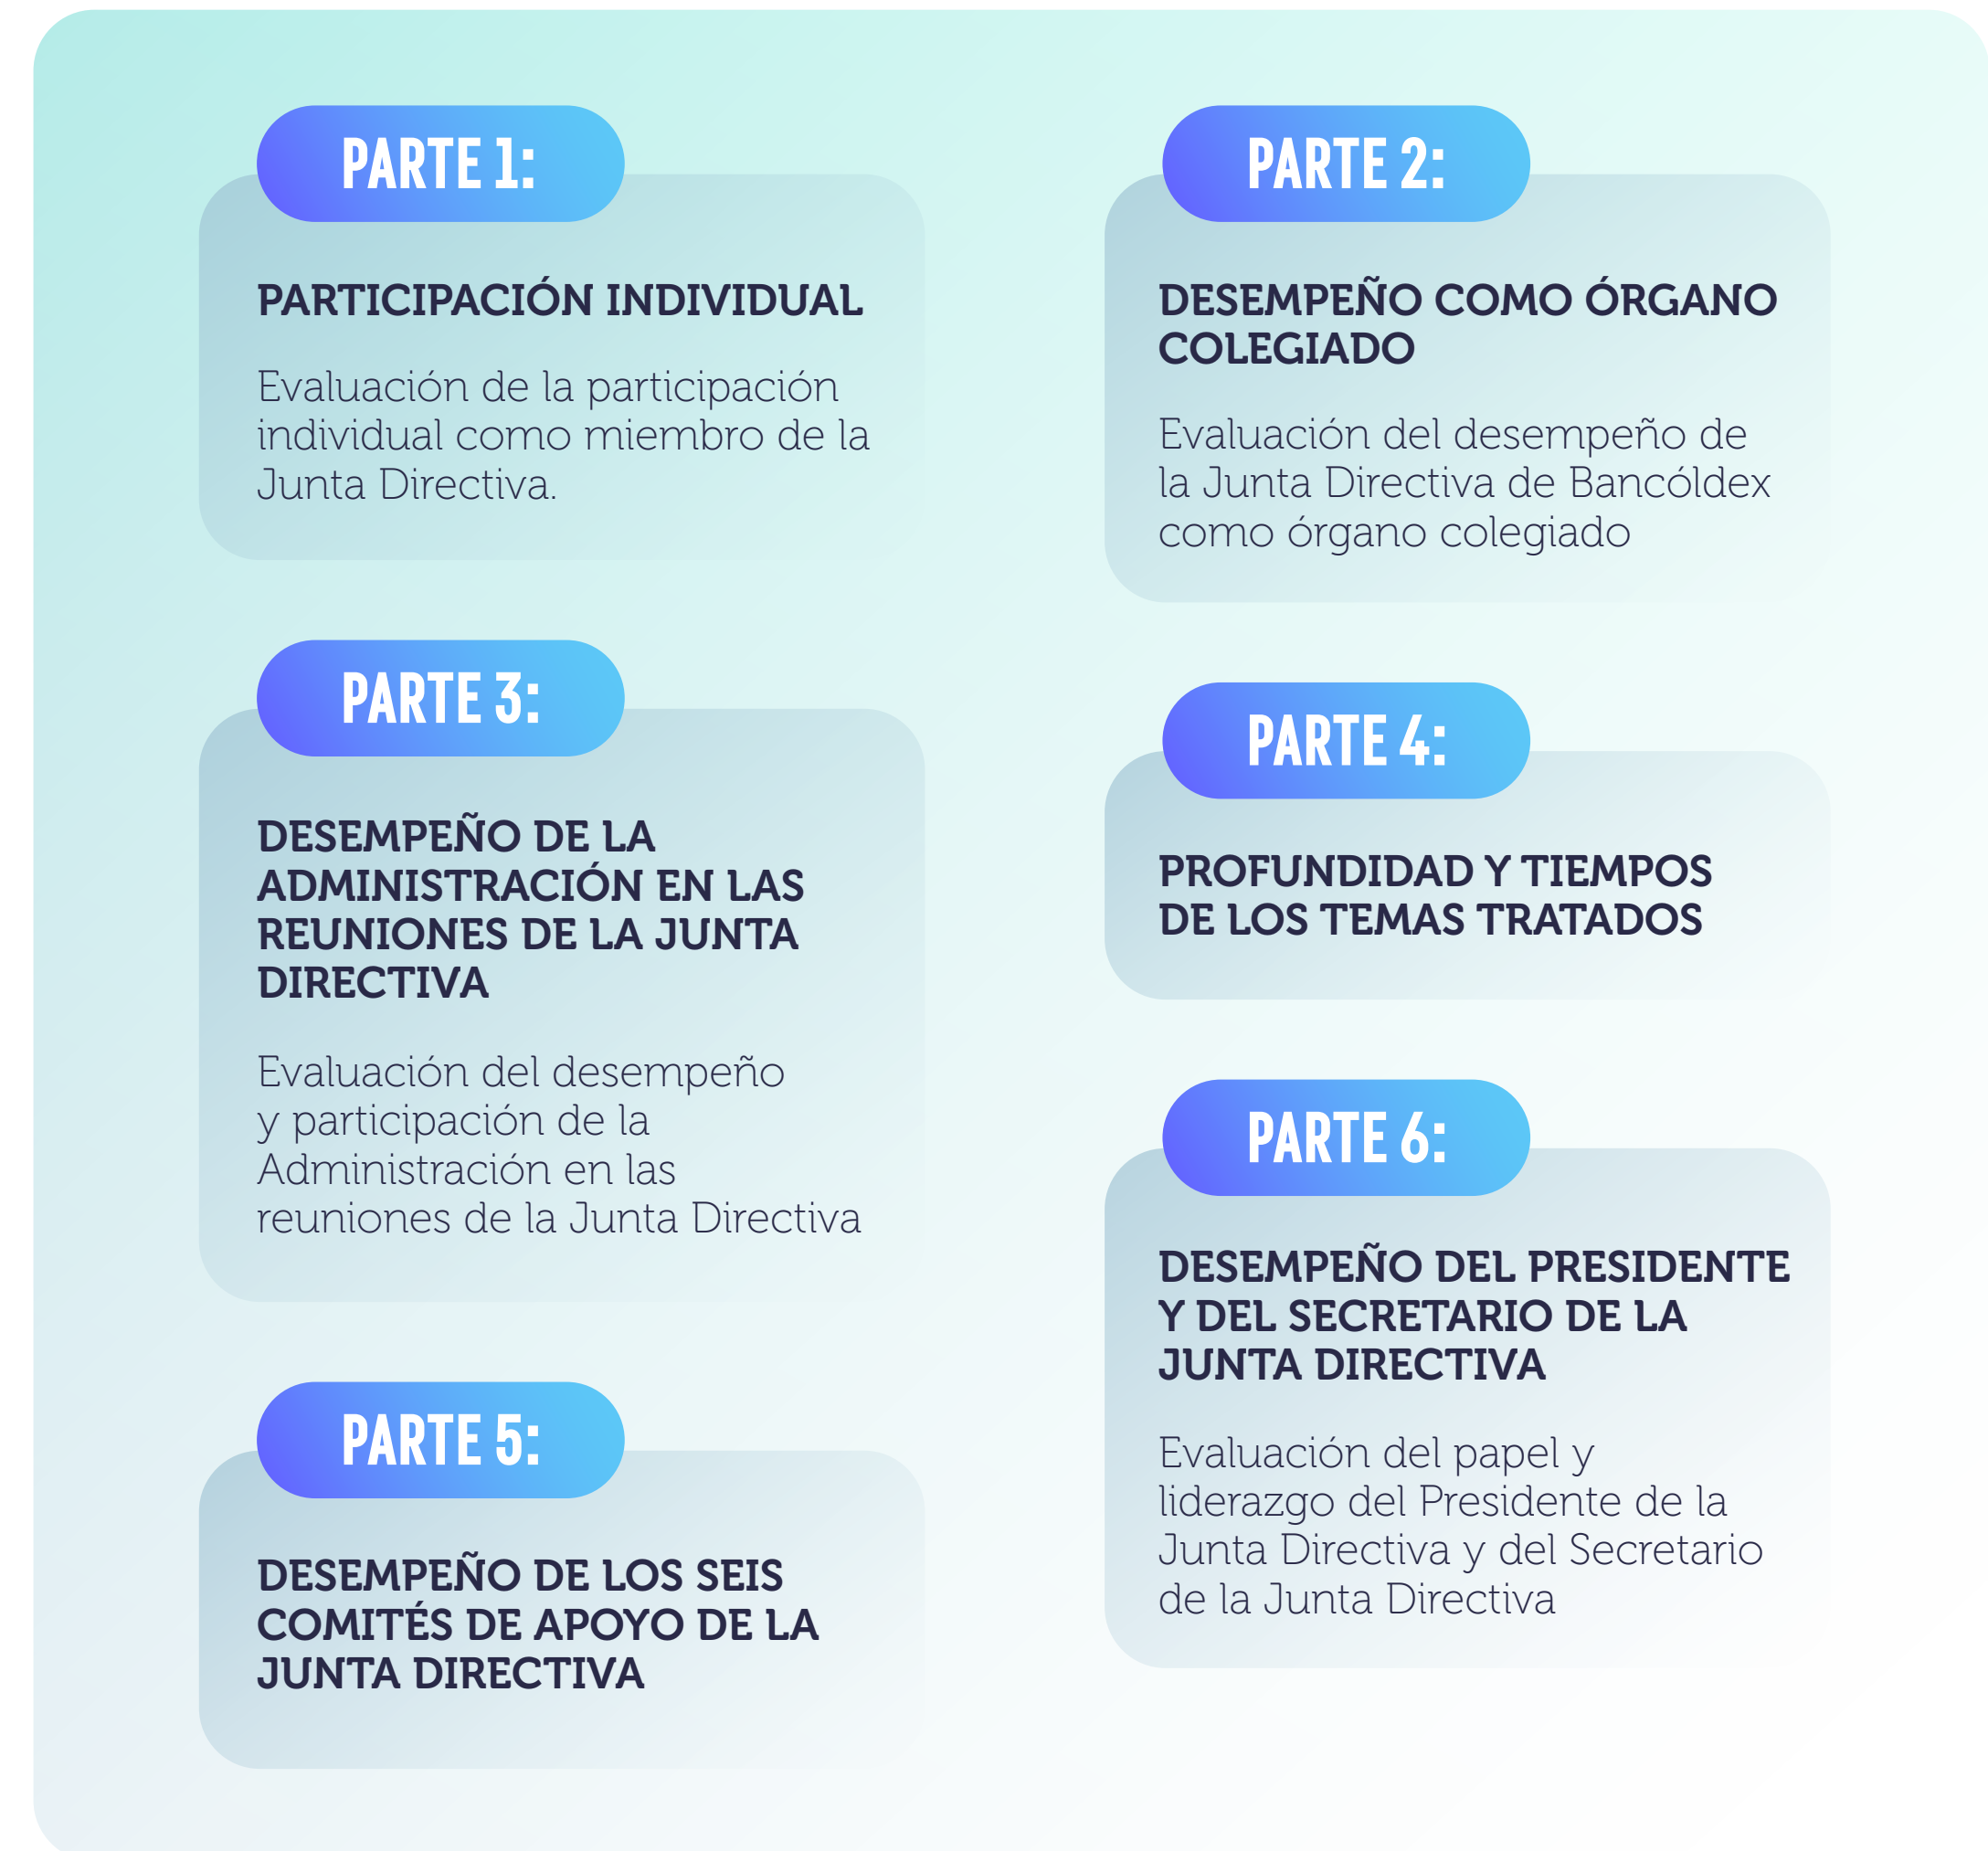 PARTE 1:
PARTICIPACIÓN INDIVIDUAL
Evaluación de la participación
individual como miembro de la
Junta Directiva.
PARTE 2:
DESEMPEÑO COMO ÓRGANO
COLEGIADO
Evaluación del desempeño de
la Junta Directiva de Bancóldex
como órgano colegiado
PARTE 3:
DESEMPEÑO DE LA
ADMINISTRACIÓN EN LAS
REUNIONES DE LA JUNTA
DIRECTIVA
Evaluación del desempeño
y participación de la
Administración en las
reuniones de la Junta Directiva
PARTE 4:
PROFUNDIDAD Y TIEMPOS
DE LOS TEMAS TRATADOS
PARTE 5:
DESEMPEÑO DE LOS SEIS
COMITÉS DE APOYO DE LA
JUNTA DIRECTIVA
PARTE 6:
DESEMPEÑO DEL PRESIDENTE
Y DEL SECRETARIO DE LA
JUNTA DIRECTIVA
Evaluación del papel y
liderazgo del Presidente de la
Junta Directiva y del Secretario
de la Junta Directiva